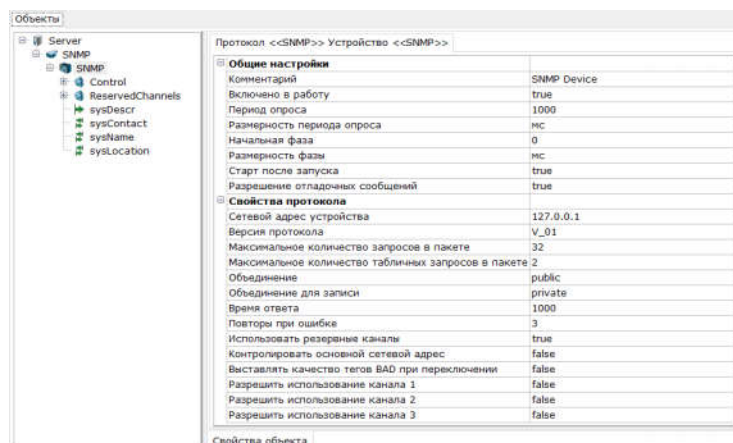 Объекты
Server
SNMP
SNMP
Control
ReservedChannels
sysDescr
sysContact
sysName
sysLocation
Протокол <<SNMP>> Устройство <<SNMP>>
Общие настройки
Комментарий SNMP Device
Включено в работу true
Период опроса 1000
Размерность периода опроса мс
Начальная фаза 0
Размерность фазы мс
Старт после запуска true
Разрешение отладочных сообщений true
Свойства протокола
Сетевой адрес устройства 127.0.0.1
Версия протокола V_01
Максимальное количество запросов в пакете 32
Максимальное количество табличных запросов в пакете 2
Объединение public
Объединение для записи private
Время ответа 1000
Повторы при ошибке 3
Использовать резервные каналы true
Контролировать основной сетевой адрес false
Выставлять качество тегов BAD при переключении false
Разрешить использование канала 1 false
Разрешить использование канала 2 false
Разрешить использование канала 3 false
Свойства объекта